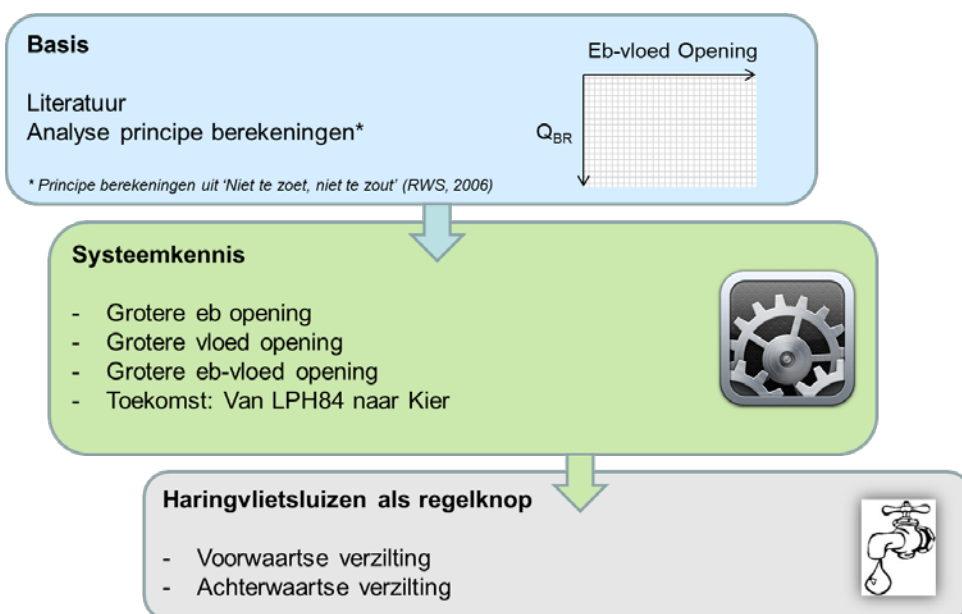 Basis
Literatuur
Analyse principe berekeningen*
* Principe berekeningen uit 'Niet te zoet, niet te zout' (RWS, 2006)
Eb-vloed Opening
QBR
Systeemkennis
- Grotere eb opening
- Grotere vloed opening
- Grotere eb-vloed opening
- Toekomst: Van LPH84 naar Kier
Haringvlietsluizen als regelknop
- Voorwaartse verzilting
- Achterwaartse verzilting